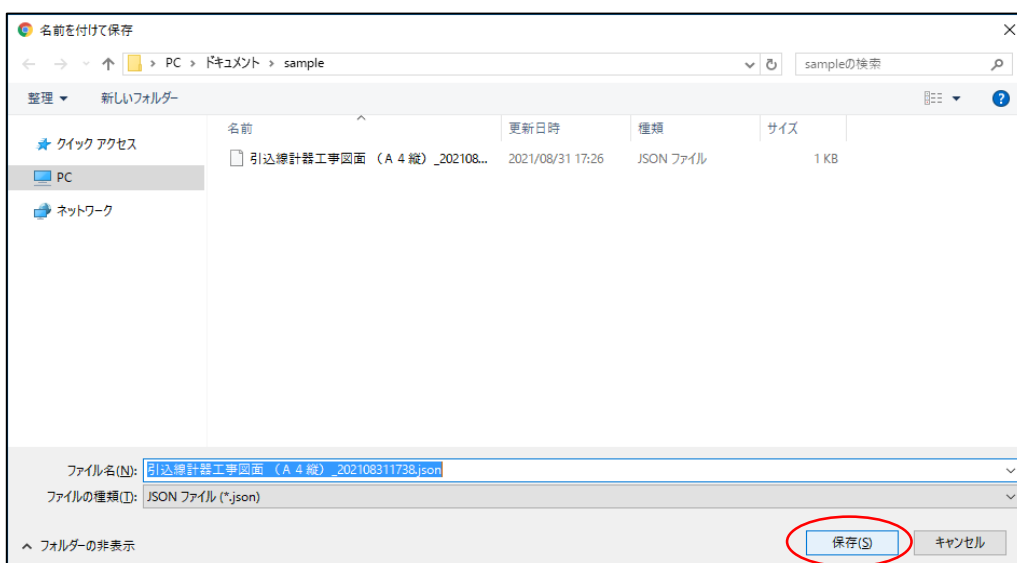 名前を付けて保存
PC › ドキュメント › sample
sampleの検索
整理 新しいフォルダー
名前 更新日時 種類 サイズ
クイック アクセス
引込線計器工事図面 （A４縦）_202108... 2021/08/31 17:26 JSON ファイル 1 KB
PC
ネットワーク
ファイル名(N): 引込線計器工事図面 （A４縦）_202108311738.json
ファイルの種類(T): JSON ファイル (*.json)
フォルダーの非表示
保存(S) キャンセル